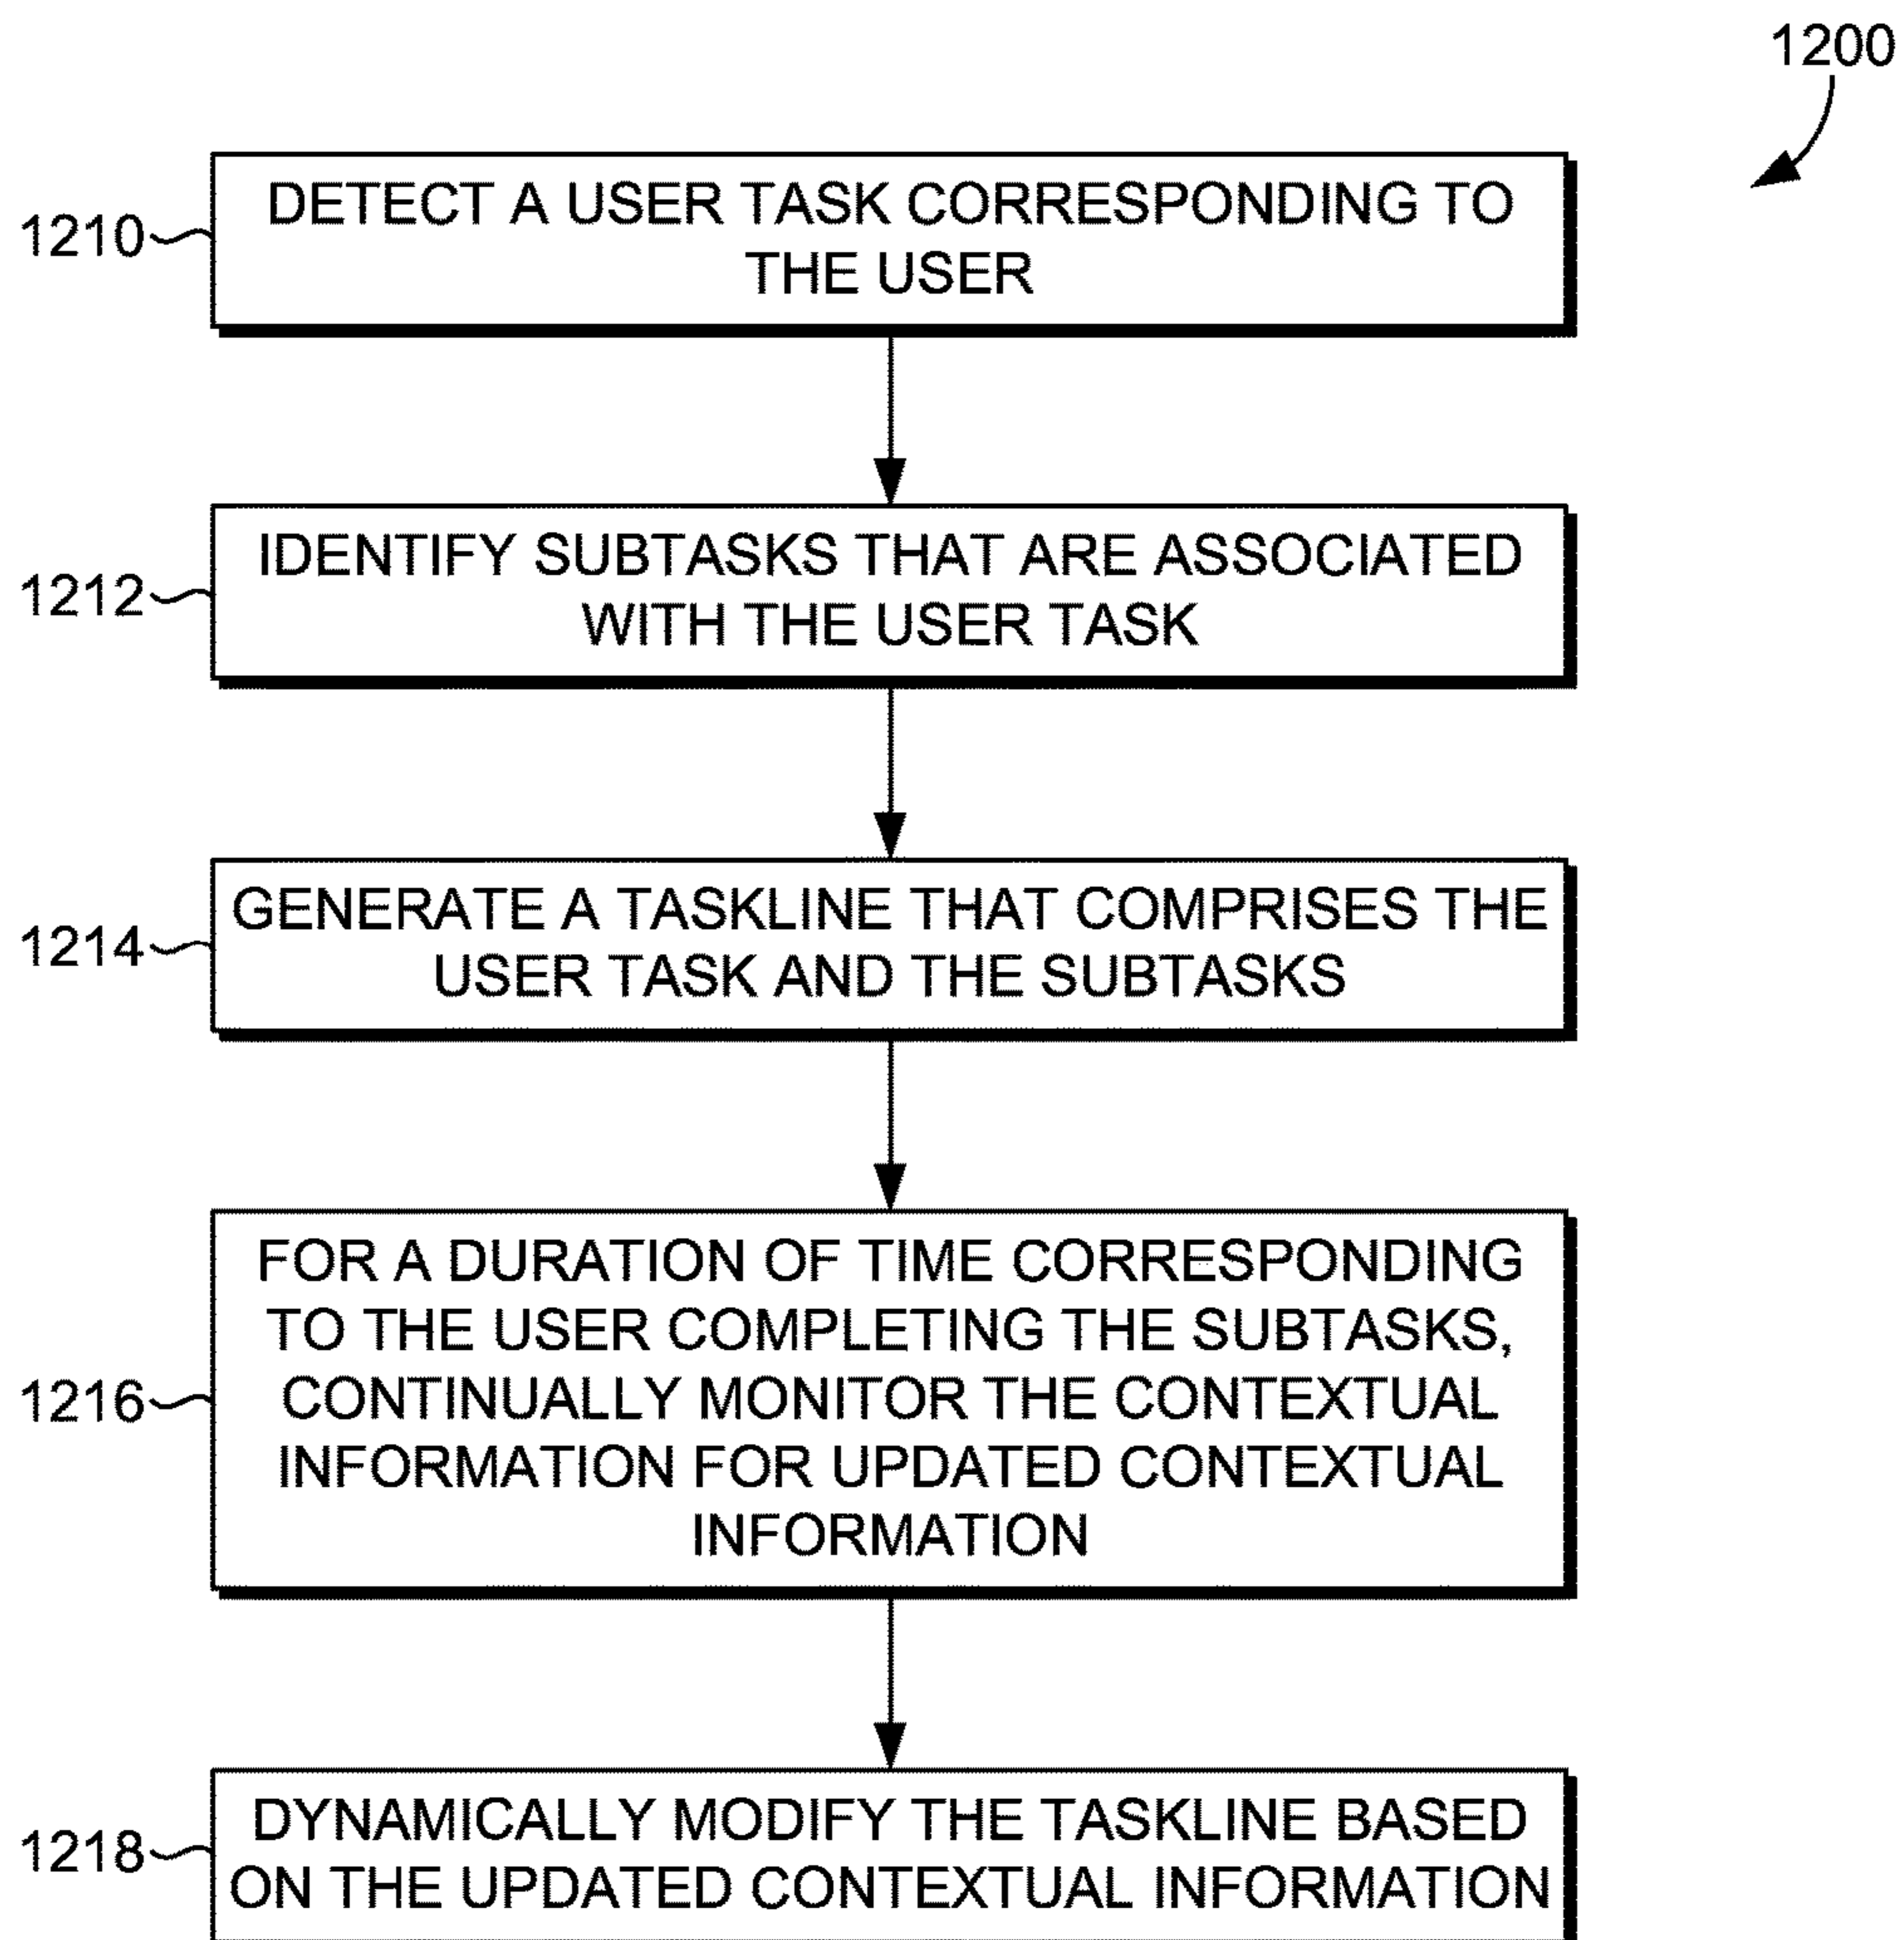 1200
1210
DETECT A USER TASK CORRESPONDING TO
THE USER
1212
IDENTIFY SUBTASKS THAT ARE ASSOCIATED
WITH THE USER TASK
1214
GENERATE A TASKLINE THAT COMPRISES THE
USER TASK AND THE SUBTASKS
1216
FOR A DURATION OF TIME CORRESPONDING
TO THE USER COMPLETING THE SUBTASKS,
CONTINUALLY MONITOR THE CONTEXTUAL
INFORMATION FOR UPDATED CONTEXTUAL
INFORMATION
1218
DYNAMICALLY MODIFY THE TASKLINE BASED
ON THE UPDATED CONTEXTUAL INFORMATION